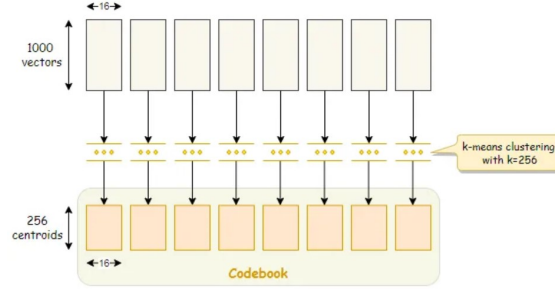 16
1000
vectors
k-means clustering
with k=256
256
centroids
16
Codebook